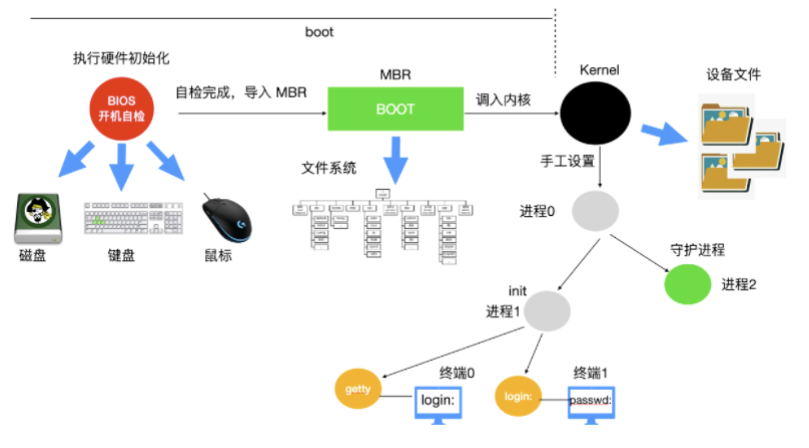 boot
执行硬件初始化
BIOS
开机自检
自检完成，导入 MBR
MBR
BOOT
调入内核
Kernel
设备文件
文件系统
手工设置
磁盘
键盘
鼠标
进程0
守护进程
进程2
init
进程1
getty
终端0
login:
login:
终端1
passwd: